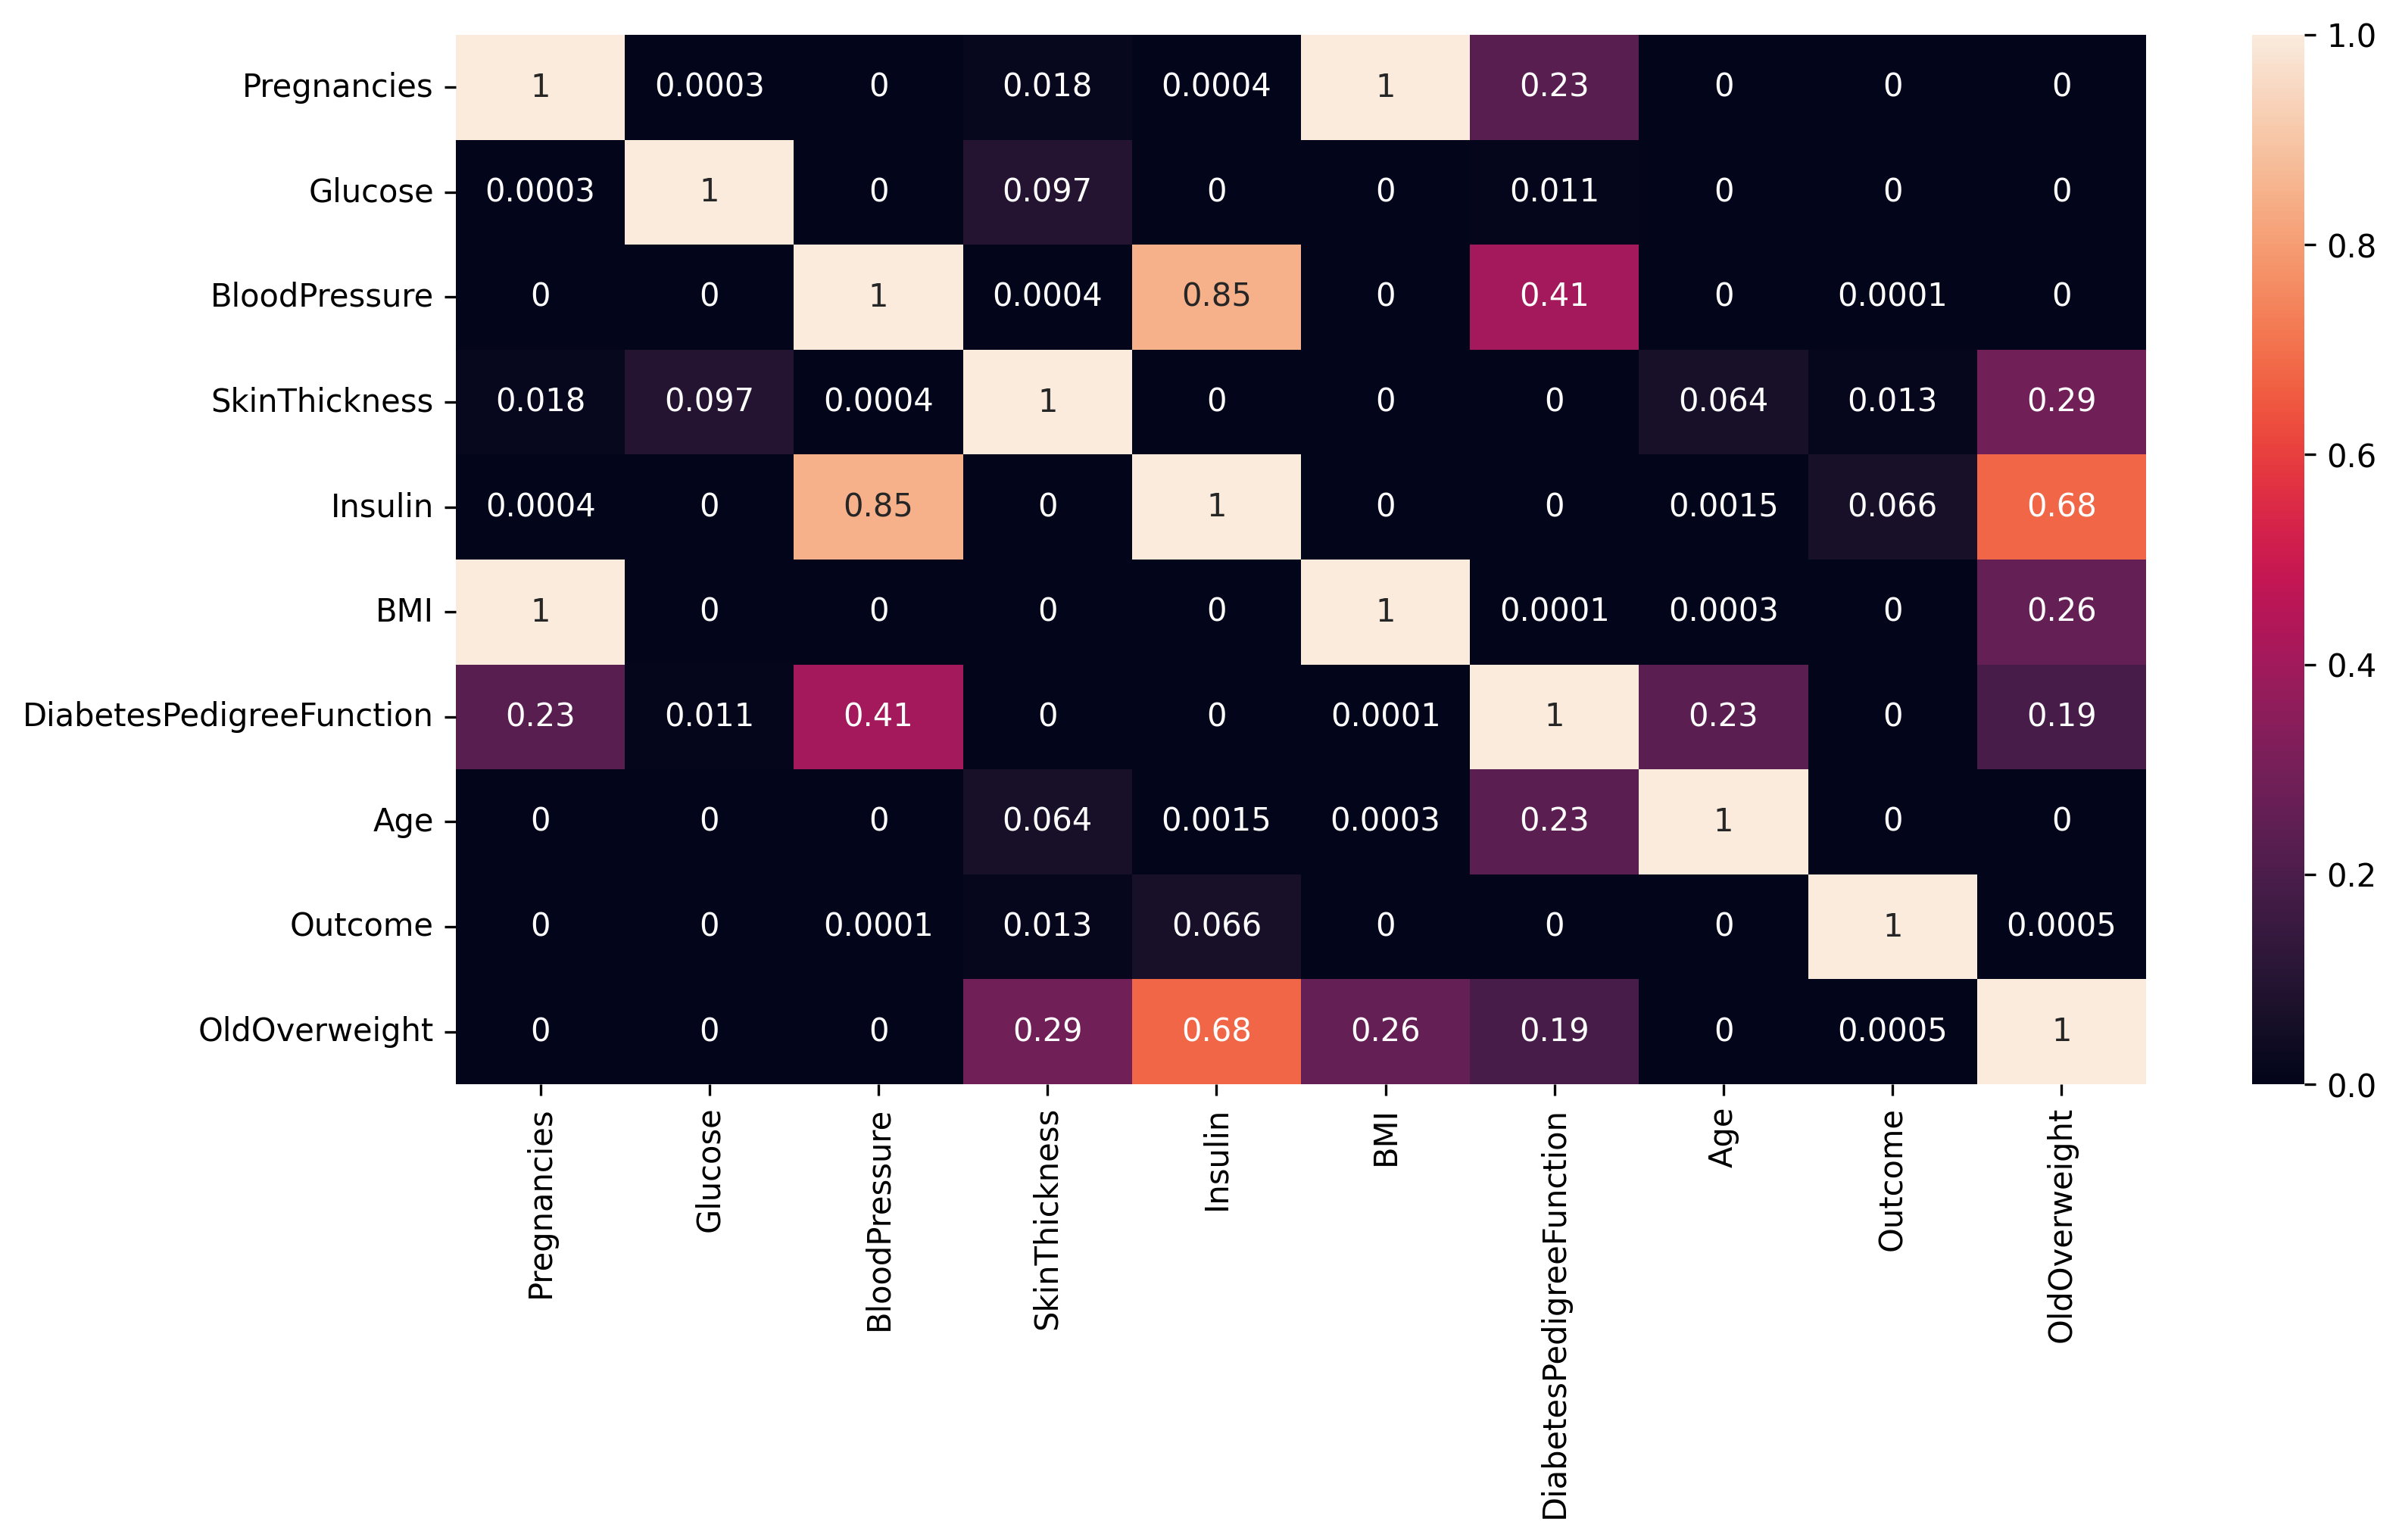 Pregnancies 1 0.0003 0 0.018 0.0004 1 0.23 0 0 0
Glucose 0.0003 1 0 0.097 0 0 0.011 0 0 0
BloodPressure 0 0 1 0.0004 0.85 0 0.41 0 0.0001 0
SkinThickness 0.018 0.097 0.0004 1 0 0 0 0.064 0.013 0.29
Insulin 0.0004 0 0.85 0 1 0 0 0.0015 0.066 0.68
BMI 1 0 0 0 0 1 0.0001 0.0003 0 0.26
DiabetesPedigreeFunction 0.23 0.011 0.41 0 0 0.0001 1 0.23 0 0.19
Age 0 0 0 0.064 0.0015 0.0003 0.23 1 0 0
Outcome 0 0 0.0001 0.013 0.066 0 0 0 1 0.0005
OldOverweight 0 0 0 0.29 0.68 0.26 0.19 0 0.0005 1
Pregnancies
Glucose
BloodPressure
SkinThickness
Insulin
BMI
DiabetesPedigreeFunction
Age
Outcome
OldOverweight
1.0
0.8
0.6
0.4
0.2
0.0